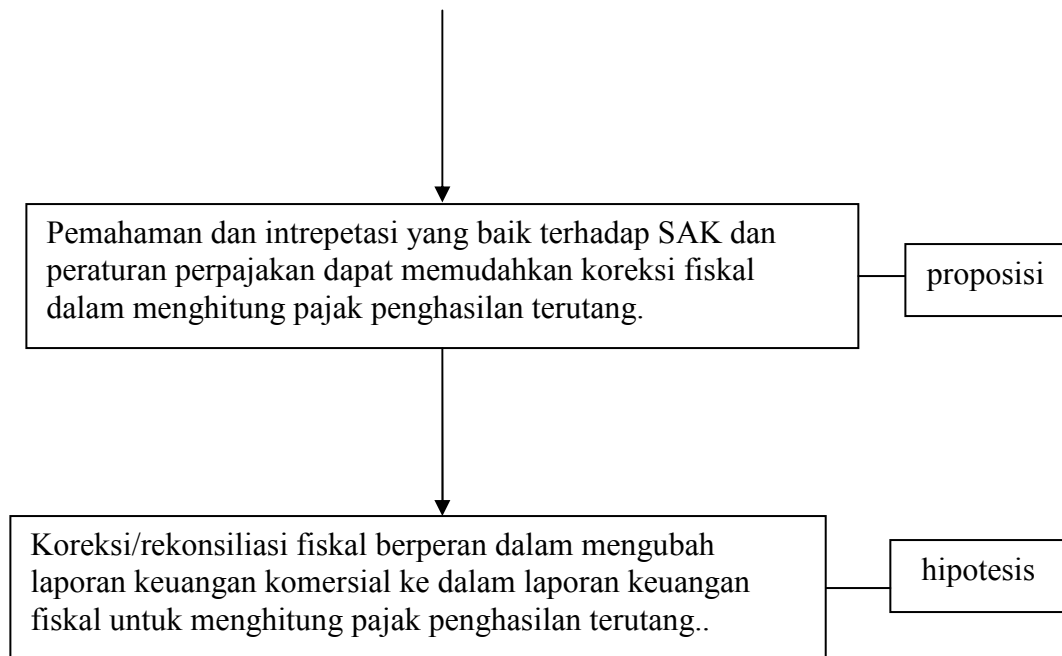 Pemahaman dan intrepetasi yang baik terhadap SAK dan
peraturan perpajakan dapat memudahkan koreksi fiskal
dalam menghitung pajak penghasilan terutang.
proposisi
Koreksi/rekonsiliasi fiskal berperan dalam mengubah
laporan keuangan komersial ke dalam laporan keuangan
fiskal untuk menghitung pajak penghasilan terutang..
hipotesis